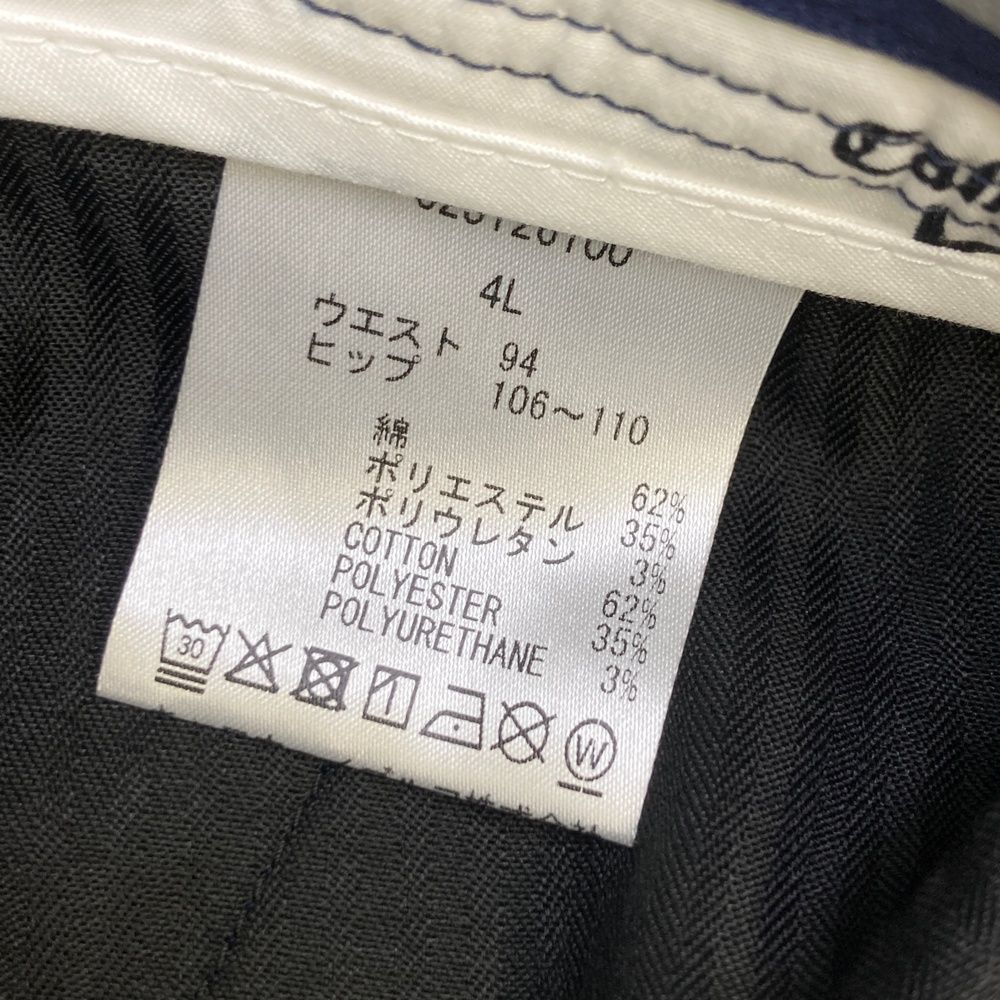 4L
ウエスト 94
ヒップ 106～110
綿 62%
ポリエステル 35%
ポリウレタン 3%
COTTON 62%
POLYESTER 35%
POLYURETHANE 3%
30
W